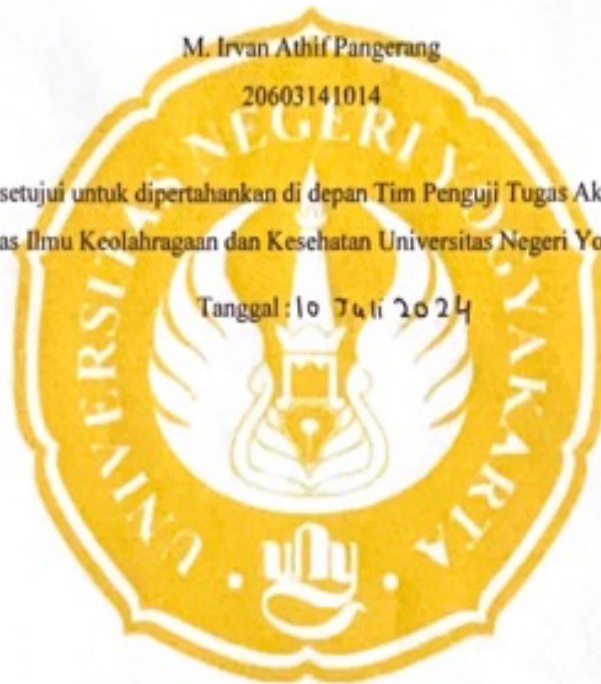 M. Irvan Athif Pangerang
20603141014
setujui untuk dipertahankan di depan Tim Penguji Tugas Ak
as Ilmu Keolahragaan dan Kesehatan Universitas Negeri Yo
Tanggal : 10 Juli 2024
UNIVERSITAS NEGERI YOGYAKARTA
uny